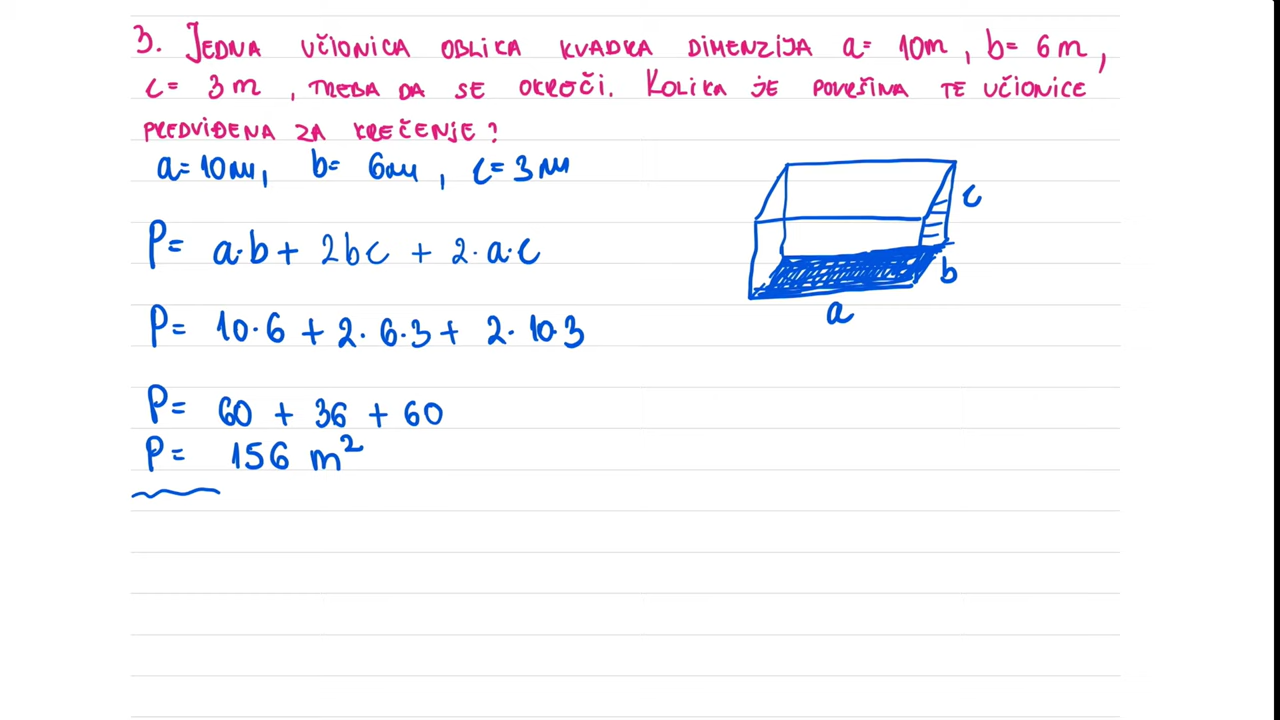 3. JEDNA UČIONICA OBLIKA KVADRA DIMENZIJA a= 10m, b= 6m,
c= 3m, TREBA DA SE OKREČI. KOLIKA JE POVRŠINA TE UČIONICE
PREDVIĐENA ZA KREČENJE?
a=10m, b= 6m, c=3m
P= a·b+ 2bc + 2·a·c
P= 10·6 + 2·6·3+ 2·10·3
P= 60 + 36 + 60
P= 156 m²
c
b
a